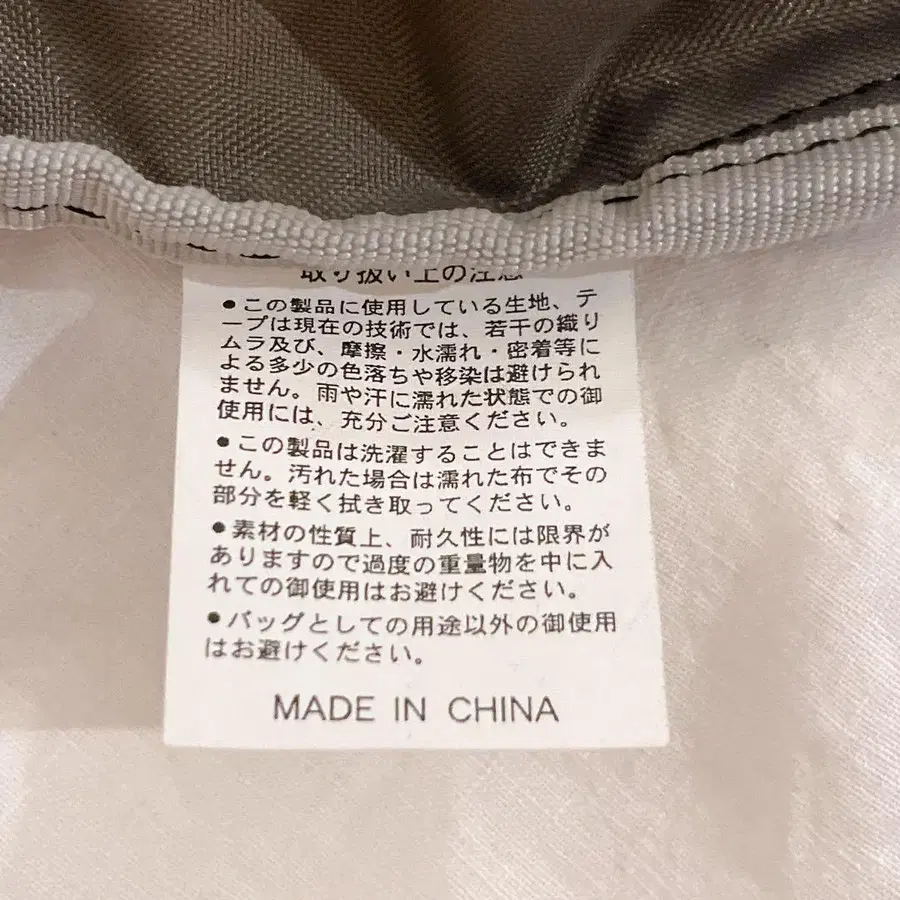 取り扱い上の注意
●この製品に使用している生地、テ
ープは現在の技術では、若干の織り
ムラ及び、摩擦・水濡れ・密着等に
よる多少の色落ちや移染は避けられ
ません。雨や汗に濡れた状態での御
使用には、充分ご注意ください。
●この製品は洗濯することはできま
せん。汚れた場合は濡れた布でその
部分を軽く拭き取ってください。
●素材の性質上、耐久性には限界が
ありますので過度の重量物を中に入
れての御使用はお避けください。
●バッグとしての用途以外の御使用
はお避けください。
MADE IN CHINA